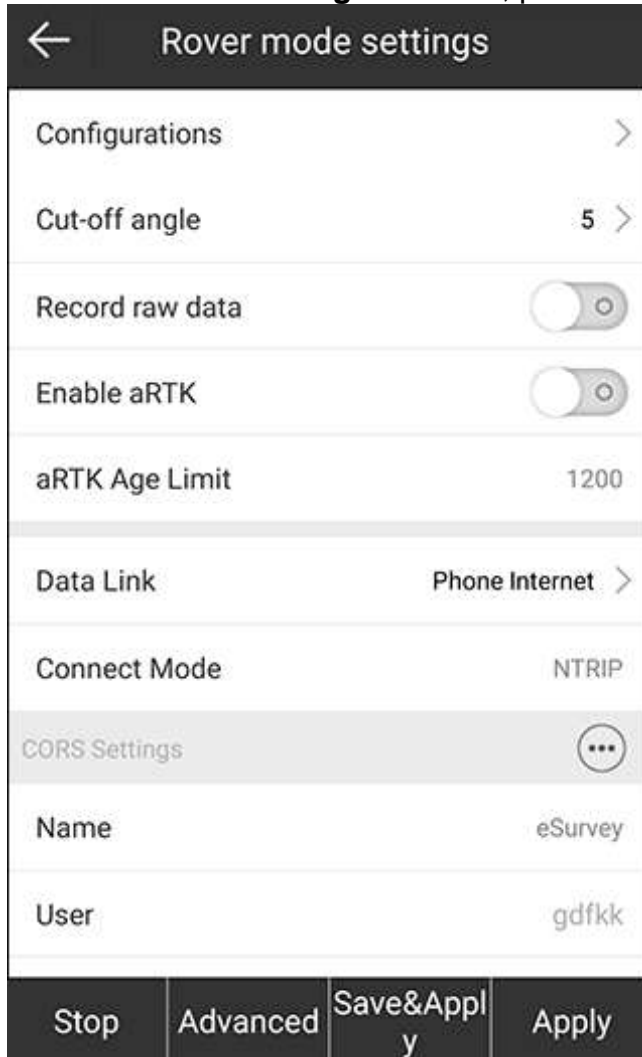 Rover mode settings
Configurations
Cut-off angle 5
Record raw data
Enable aRTK
aRTK Age Limit 1200
Data Link Phone Internet
Connect Mode NTRIP
CORS Settings
Name eSurvey
User gdfkk
Stop Advanced Save&Apply Apply